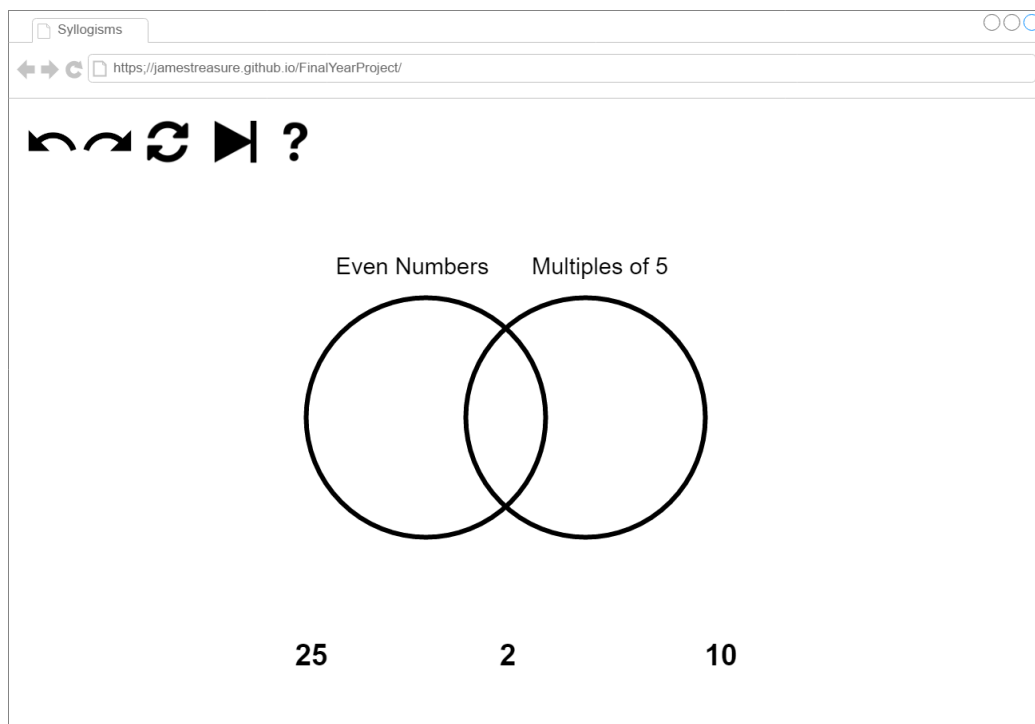 Syllogisms
https;//jamestreasure.github.io/FinalYearProject/
?
Even Numbers Multiples of 5
25 2 10